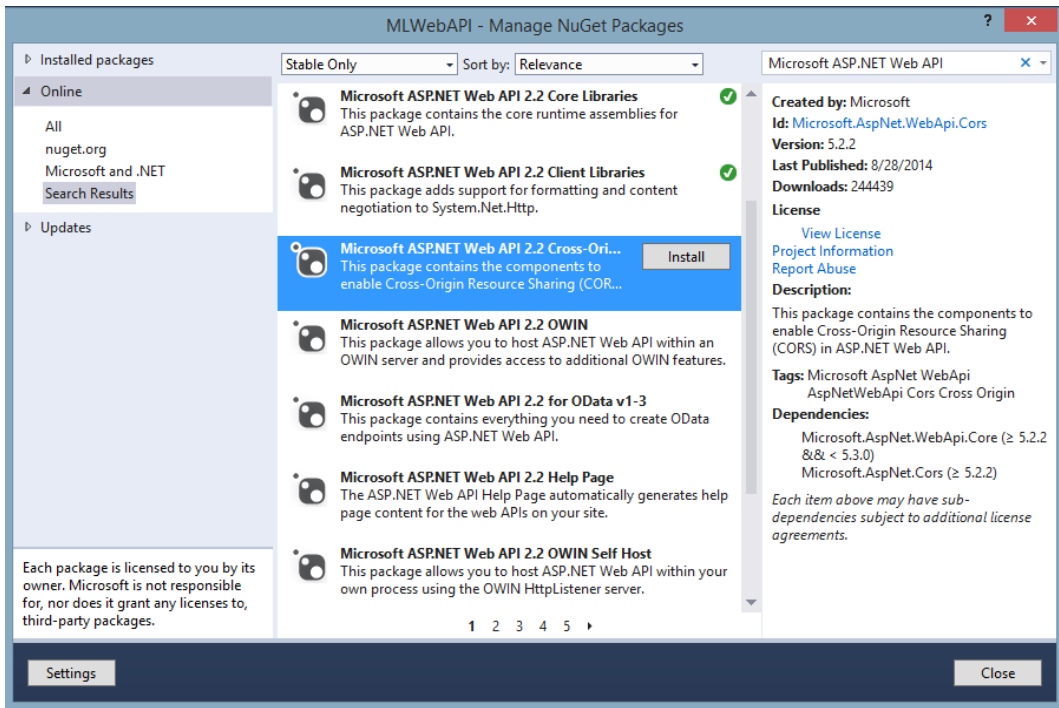 MLWebAPI - Manage NuGet Packages
?
×
Installed packages
Online
All
nuget.org
Microsoft and .NET
Search Results
Updates
Each package is licensed to you by its
owner. Microsoft is not responsible
for, nor does it grant any licenses to,
third-party packages.
Stable Only
Sort by: Relevance
Microsoft ASP.NET Web API 2.2 Core Libraries
This package contains the core runtime assemblies for
ASP.NET Web API.
Microsoft ASP.NET Web API 2.2 Client Libraries
This package adds support for formatting and content
negotiation to System.Net.Http.
Microsoft ASP.NET Web API 2.2 Cross-Ori...
Install
This package contains the components to
enable Cross-Origin Resource Sharing (COR...
Microsoft ASP.NET Web API 2.2 OWIN
This package allows you to host ASP.NET Web API within an
OWIN server and provides access to additional OWIN features.
Microsoft ASP.NET Web API 2.2 for OData v1-3
This package contains everything you need to create OData
endpoints using ASP.NET Web API.
Microsoft ASP.NET Web API 2.2 Help Page
The ASP.NET Web API Help Page automatically generates help
page content for the web APIs on your site.
Microsoft ASP.NET Web API 2.2 OWIN Self Host
This package allows you to host ASP.NET Web API within your
own process using the OWIN HttpListener server.
1 2 3 4 5
Microsoft ASP.NET Web API
Created by: Microsoft
Id: Microsoft.AspNet.WebApi.Cors
Version: 5.2.2
Last Published: 8/28/2014
Downloads: 244439
License
View License
Project Information
Report Abuse
Description:
This package contains the components to
enable Cross-Origin Resource Sharing
(CORS) in ASP.NET Web API.
Tags: Microsoft AspNet WebApi
AspNetWebApi Cors Cross Origin
Dependencies:
Microsoft.AspNet.WebApi.Core (≥ 5.2.2
&& < 5.3.0)
Microsoft.AspNet.Cors (≥ 5.2.2)
Each item above may have sub-
dependencies subject to additional license
agreements.
Settings
Close